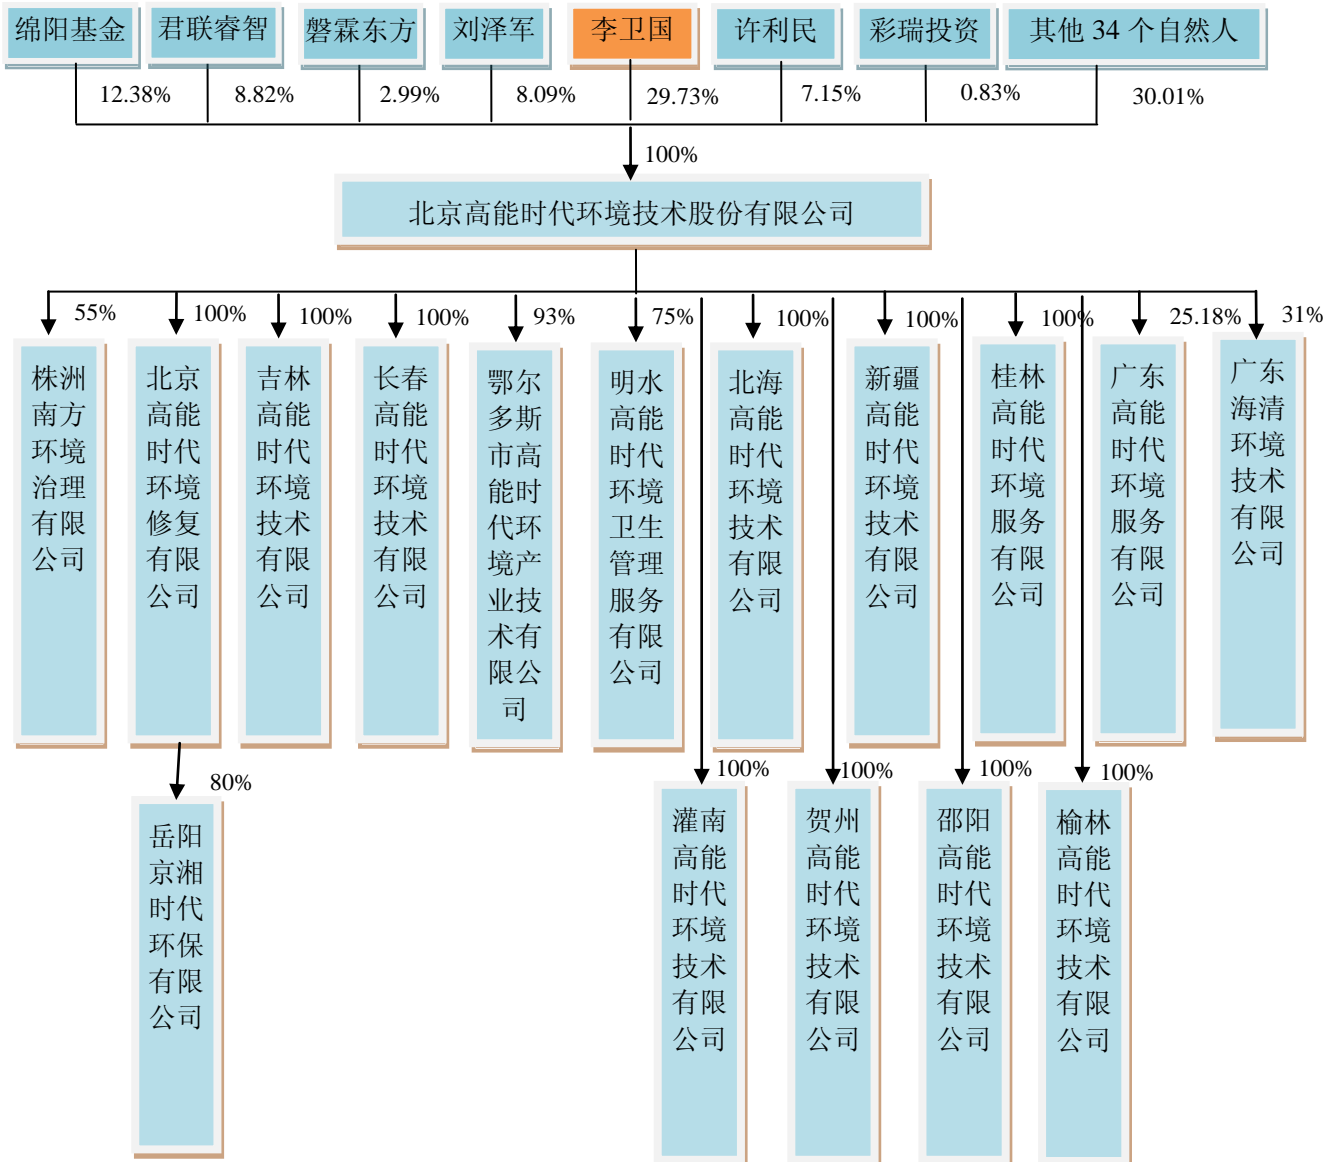 绵阳基金
君联睿智
磐霖东方
刘泽军
李卫国
许利民
彩瑞投资
其他 34 个自然人
12.38%
8.82%
2.99%
8.09%
29.73%
7.15%
0.83%
30.01%
100%
北京高能时代环境技术股份有限公司
55%
100%
100%
100%
93%
75%
100%
100%
100%
25.18%
31%
株洲
南方
环境
治理
有限
公司
北京
高能
时代
环境
修复
有限
公司
吉林
高能
时代
环境
技术
有限
公司
长春
高能
时代
环境
技术
有限
公司
鄂尔
多斯
市高
能时
代环
境产
业技
术有
限公
司
明水
高能
时代
环境
卫生
管理
服务
有限
公司
北海
高能
时代
环境
技术
有限
公司
新疆
高能
时代
环境
技术
有限
公司
桂林
高能
时代
环境
服务
有限
公司
广东
高能
时代
环境
服务
有限
公司
广东
海清
环境
技术
有限
公司
80%
100%
100%
100%
100%
岳阳
京湘
时代
环保
有限
公司
灌南
高能
时代
环境
技术
有限
公司
贺州
高能
时代
环境
技术
有限
公司
邵阳
高能
时代
环境
技术
有限
公司
榆林
高能
时代
环境
技术
有限
公司